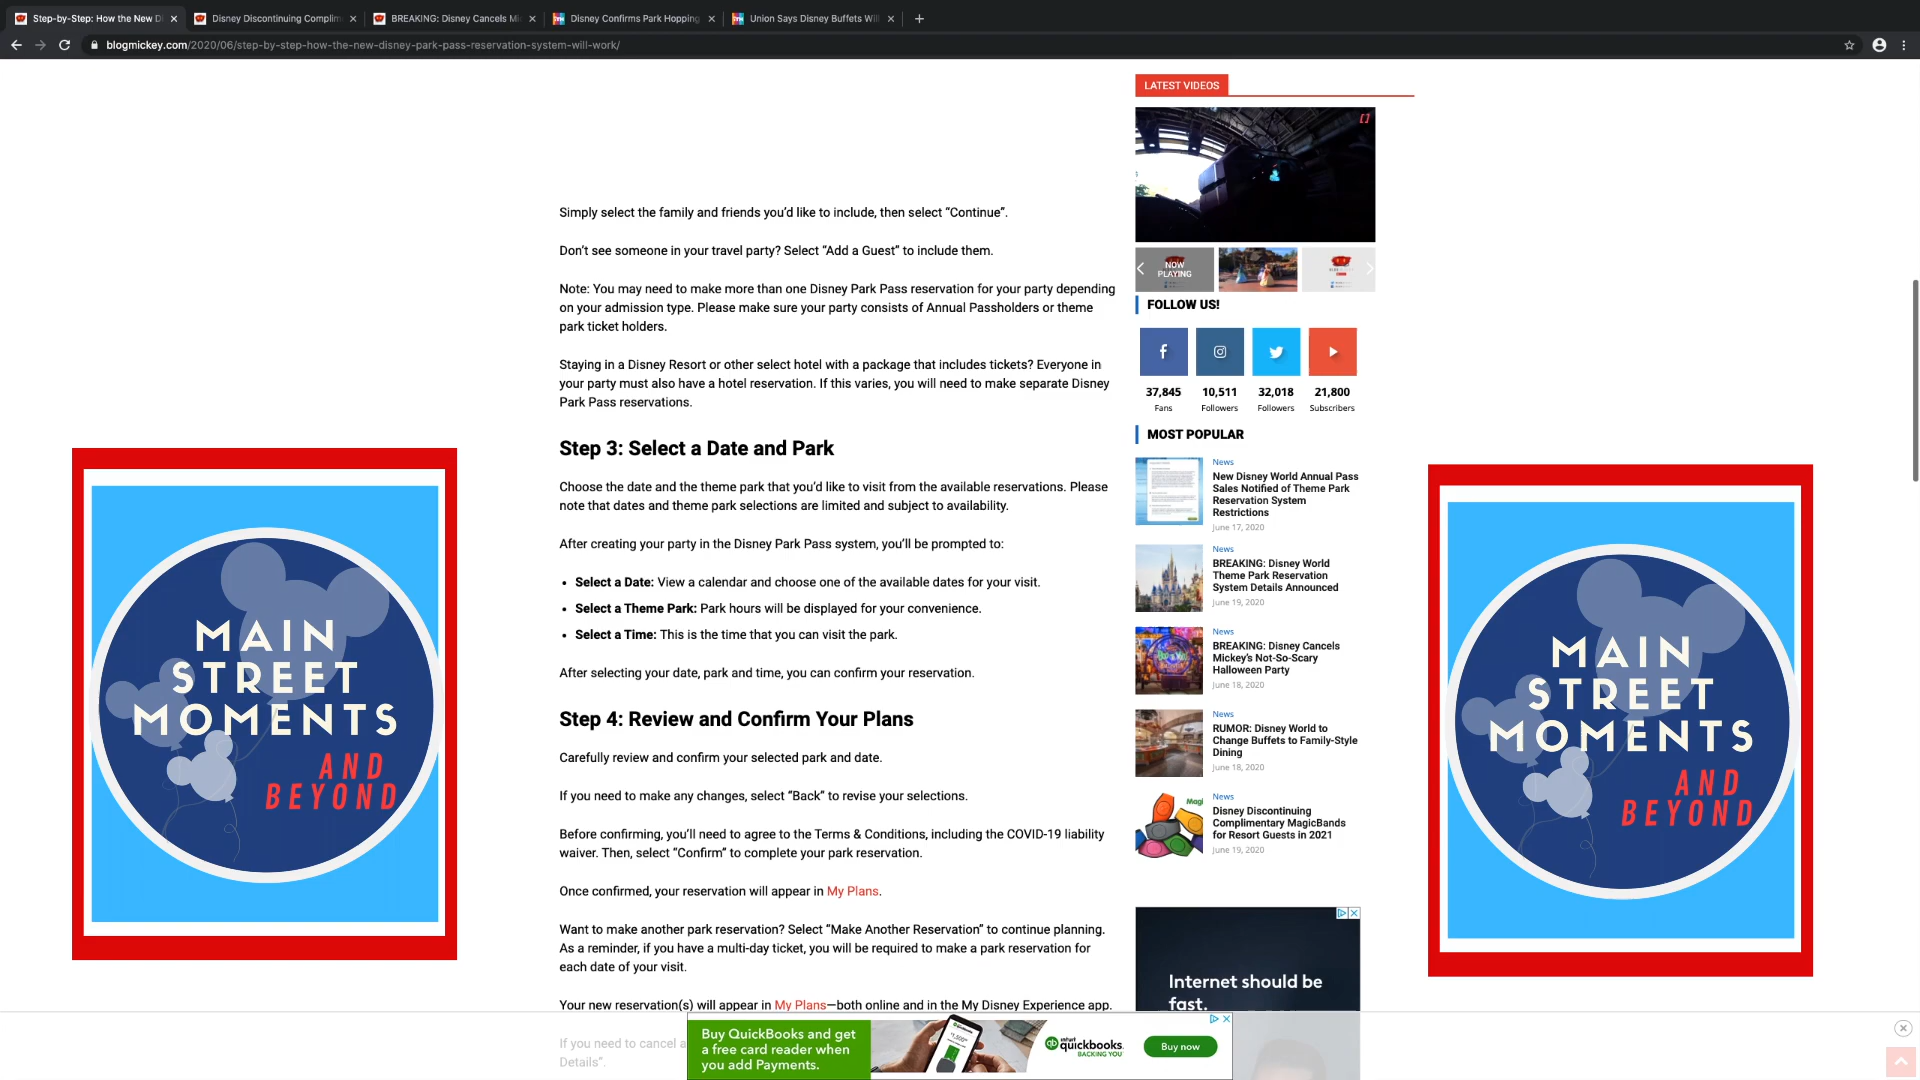 Step-by-Step: How the New D
Disney Discontinuing Complim
BREAKING: Disney Cancels Mi
Disney Confirms Park Hopping
Union Says Disney Buffets Will
blogmickey.com/2020/06/step-by-step-how-the-new-disney-park-pass-reservation-system-will-work/
Simply select the family and friends you’d like to include, then select “Continue”.
Don’t see someone in your travel party? Select “Add a Guest” to include them.
Note: You may need to make more than one Disney Park Pass reservation for your party depending
on your admission type. Please make sure your party consists of Annual Passholders or theme
park ticket holders.
Staying in a Disney Resort or other select hotel with a package that includes tickets? Everyone in
your party must also have a hotel reservation. If this varies, you will need to make separate Disney
Park Pass reservations.
Step 3: Select a Date and Park
Choose the date and the theme park that you’d like to visit from the available reservations. Please
note that dates and theme park selections are limited and subject to availability.
After creating your party in the Disney Park Pass system, you’ll be prompted to:
• Select a Date: View a calendar and choose one of the available dates for your visit.
• Select a Theme Park: Park hours will be displayed for your convenience.
• Select a Time: This is the time that you can visit the park.
After selecting your date, park and time, you can confirm your reservation.
Step 4: Review and Confirm Your Plans
Carefully review and confirm your selected park and date.
If you need to make any changes, select “Back” to revise your selections.
Before confirming, you’ll need to agree to the Terms & Conditions, including the COVID-19 liability
waiver. Then, select “Confirm” to complete your park reservation.
Once confirmed, your reservation will appear in My Plans.
Want to make another park reservation? Select “Make Another Reservation” to continue planning.
As a reminder, if you have a multi-day ticket, you will be required to make a park reservation for
each date of your visit.
Your new reservation(s) will appear in My Plans—both online and in the My Disney Experience app.
If you need to cancel a
Details”.
LATEST VIDEOS
NOW
PLAYING
FOLLOW US!
37,845
Fans
10,511
Followers
32,018
Followers
21,800
Subscribers
MOST POPULAR
News
New Disney World Annual Pass
Sales Notified of Theme Park
Reservation System
Restrictions
June 17, 2020
News
BREAKING: Disney World
Theme Park Reservation
System Details Announced
June 19, 2020
News
BREAKING: Disney Cancels
Mickey’s Not-So-Scary
Halloween Party
June 18, 2020
News
RUMOR: Disney World to
Change Buffets to Family-Style
Dining
June 18, 2020
Magi
News
Disney Discontinuing
Complimentary MagicBands
for Resort Guests in 2021
June 19, 2020
Internet should be
fast.
MAIN
STREET
MOMENTS
AND
BEYOND
MAIN
STREET
MOMENTS
AND
BEYOND
Buy QuickBooks and get
a free card reader when
you add Payments.
intuit
quickbooks.
BACKING YOU
Buy now